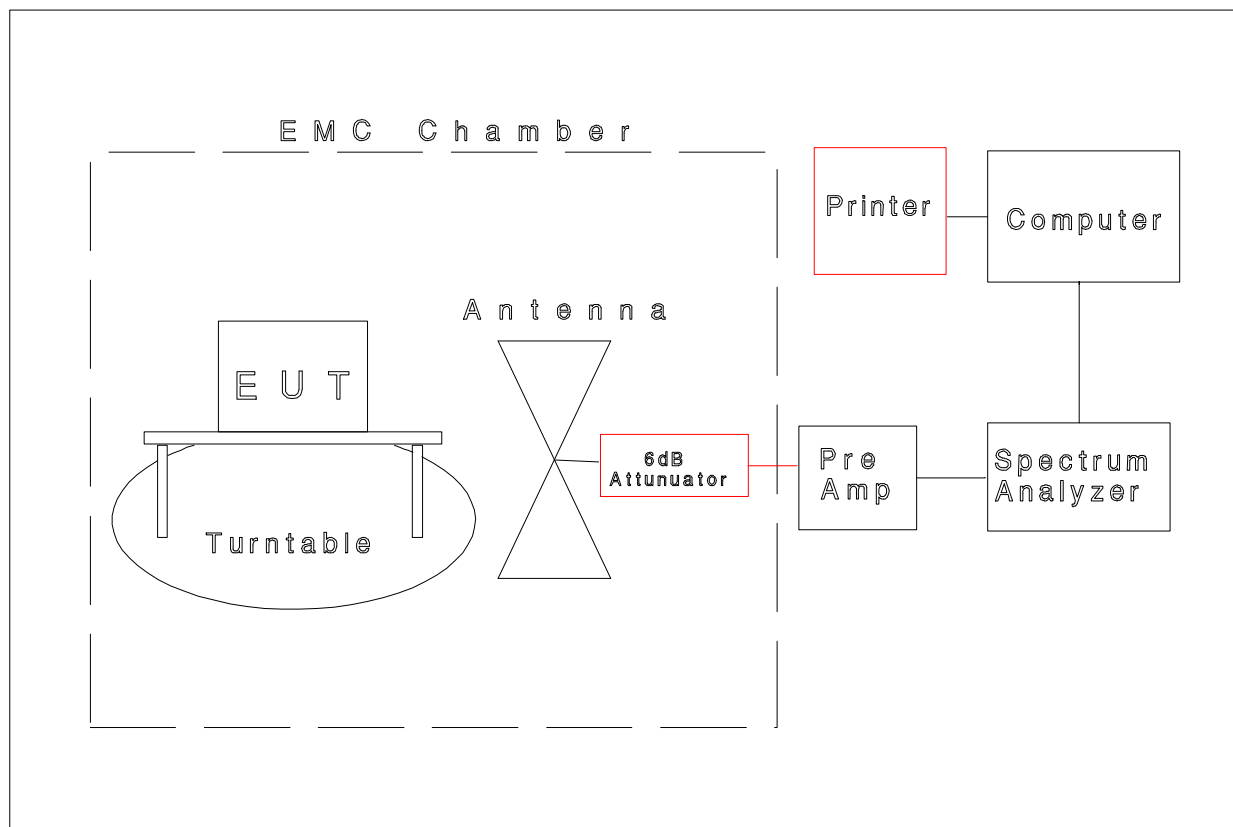 EMC Chamber
Printer
Computer
Antenna
EUT
6dB
Attunuator
Pre
Amp
Spectrum
Analyzer
Turntable